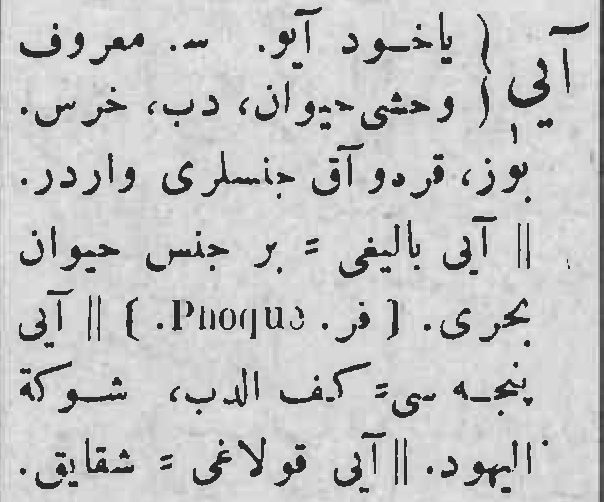 آیی { یاخود آیو. س. معروف
وحشی حیوان، دب، خرس.
بوز، قره و آق جنسلری واردر.
|| آیی بالیغی = بر جنس حیوان
بحری. [ فر. Phoque. ] || آیی
پنجه سی = کف الدب، شوکة
الیهود. || آیی قولاغی = شقایق.